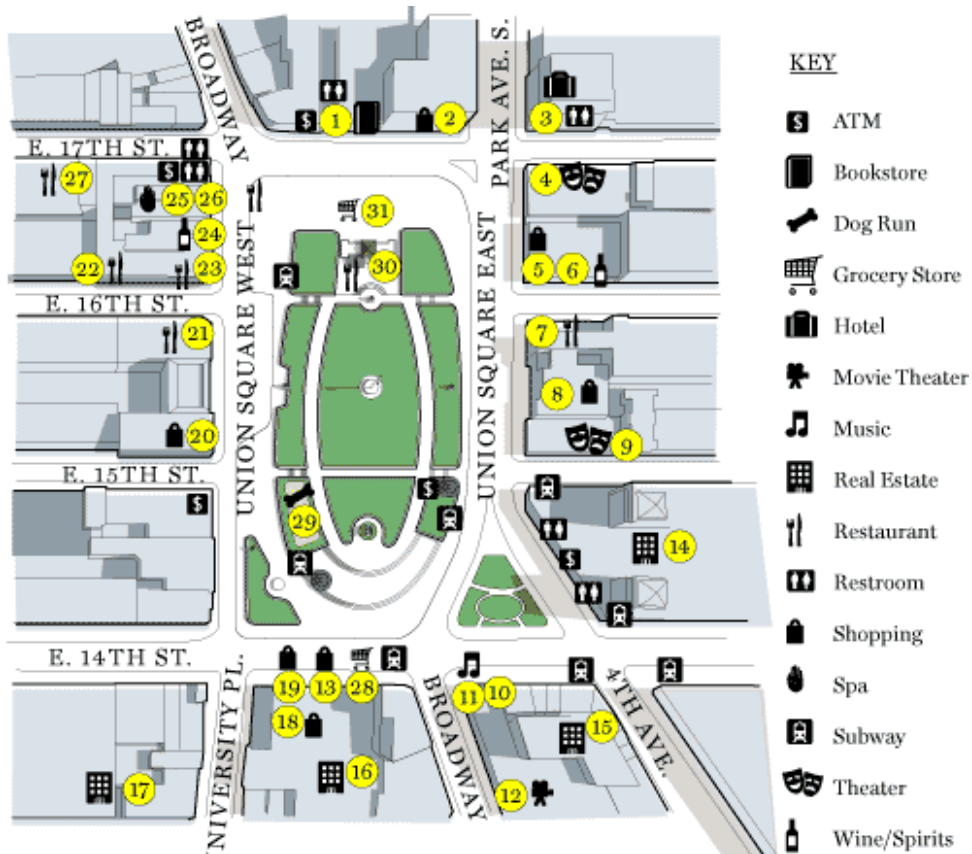 BROADWAY
PARK AVE. S.
KEY
$ ATM
Bookstore
Dog Run
Grocery Store
Hotel
Movie Theater
Music
Real Estate
Restaurant
Restroom
Shopping
Spa
Subway
Theater
Wine/Spirits
$
1
2
3
E. 17TH ST.
27
$
25
26
24
22
23
4
5
6
31
30
UNION SQUARE WEST
UNION SQUARE EAST
E. 16TH ST.
21
20
7
8
9
E. 15TH ST.
$
29
$
$
14
E. 14TH ST.
UNIVERSITY PL.
19
13
28
18
16
17
BROADWAY
11
10
15
12
4TH AVE.